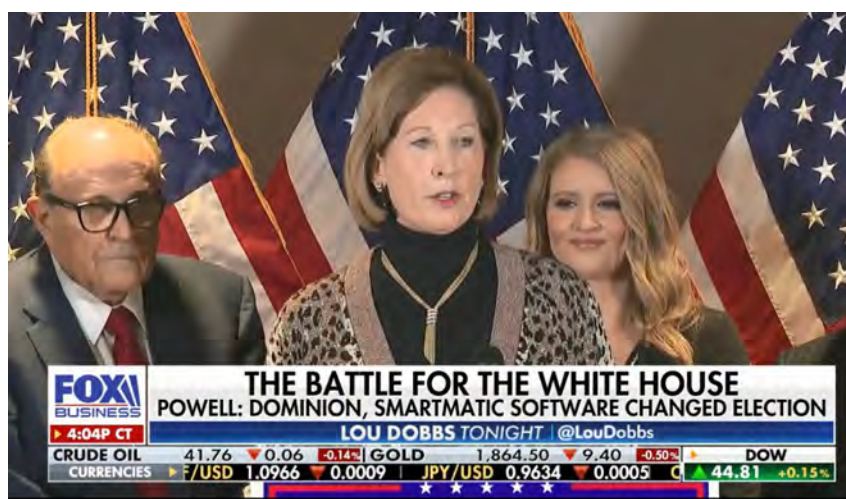 FOX
BUSINESS
THE BATTLE FOR THE WHITE HOUSE
POWELL: DOMINION, SMARTMATIC SOFTWARE CHANGED ELECTION
4:04P CT
LOU DOBBS TONIGHT | @LouDobbs
CRUDE OIL 41.76 ▼0.06 -0.14% GOLD 1,864.50 ▼9.40 -0.50% DOW
CURRENCIES F/USD 1.0966 ▼0.0009 JPY/USD 0.9634 ▼0.0005 ▲44.81 +0.15%